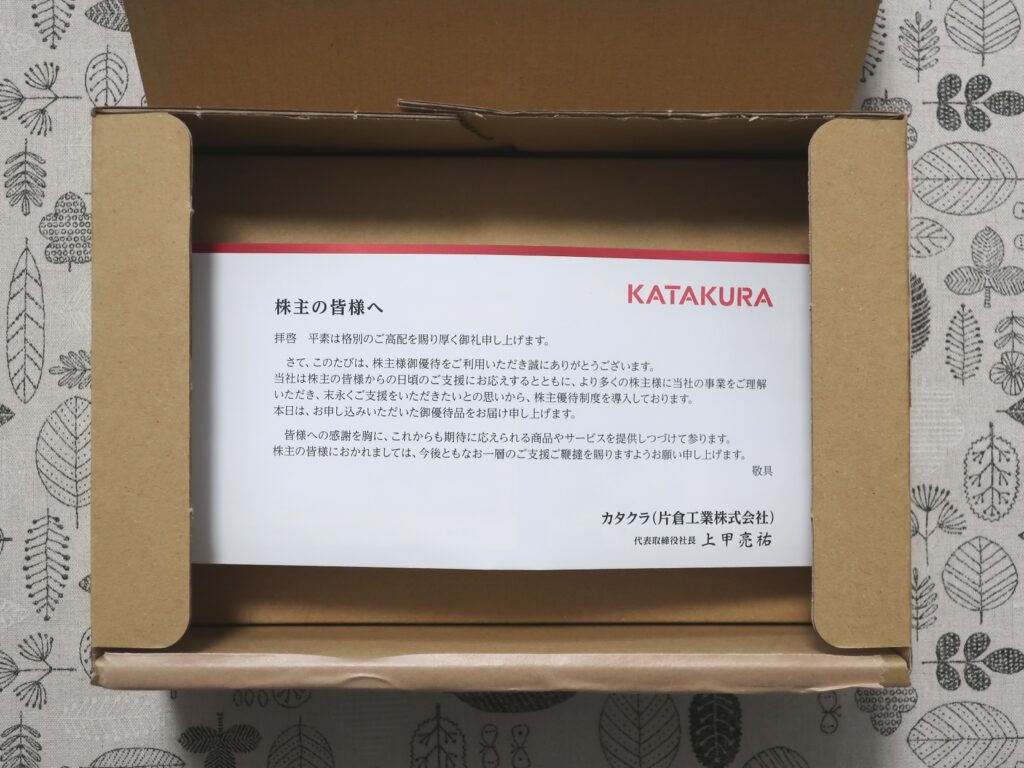 KATAKURA
株主の皆様へ
拝啓　平素は格別のご高配を賜り厚く御礼申し上げます。
さて、このたびは、株主様御優待をご利用いただき誠にありがとうございます。
当社は株主の皆様からの日頃のご支援にお応えするとともに、より多くの株主様に当社の事業をご理解
いただき、末永くご支援をいただきたいとの思いから、株主優待制度を導入しております。
本日は、お申し込みいただいた御優待品をお届け申し上げます。
皆様への感謝を胸に、これからも期待に応えられる商品やサービスを提供しつづけて参ります。
株主の皆様におかれましては、今後ともなお一層のご支援ご鞭撻を賜りますようお願い申し上げます。
敬具
カタクラ(片倉工業株式会社)
代表取締役社長 上甲亮祐